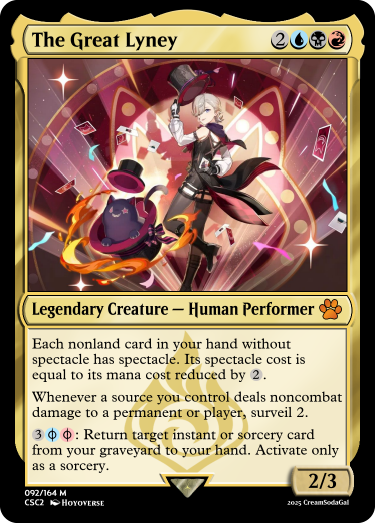 The Great Lyney 2
Legendary Creature — Human Performer
Each nonland card in your hand without
spectacle has spectacle. Its spectacle cost is
equal to its mana cost reduced by 2.
Whenever a source you control deals noncombat
damage to a permanent or player, surveil 2.
3: Return target instant or sorcery card
from your graveyard to your hand. Activate only
as a sorcery.
2/3
092/164 M
CSC2 Hoyoverse
2025 CreamSodaGal